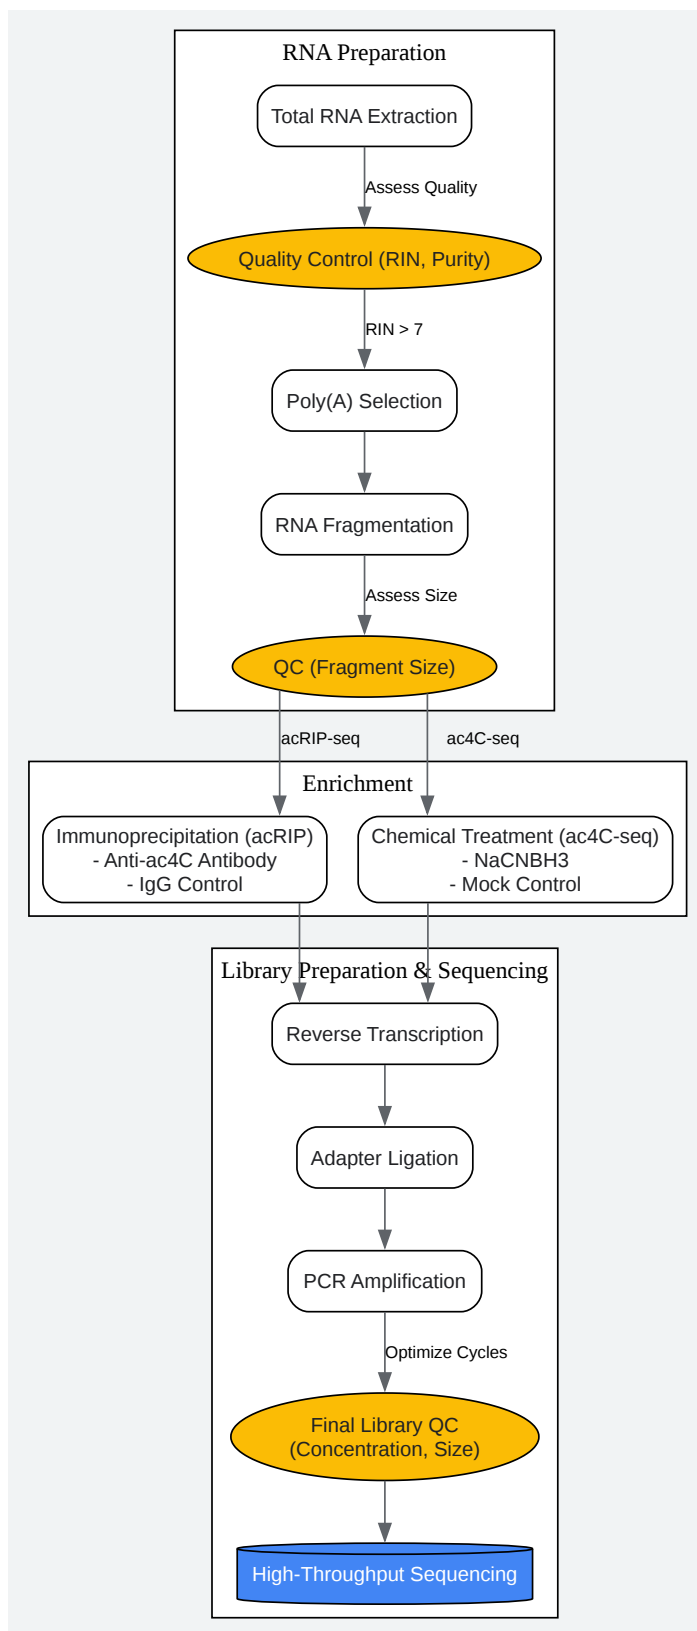 RNA Preparation
Total RNA Extraction
Assess Quality
Quality Control (RIN, Purity)
RIN > 7
Poly(A) Selection
RNA Fragmentation
Assess Size
QC (Fragment Size)
acRIP-seq
ac4C-seq
Enrichment
Immunoprecipitation (acRIP)
- Anti-ac4C Antibody
- IgG Control
Chemical Treatment (ac4C-seq)
- NaCNBH3
- Mock Control
Library Preparation & Sequencing
Reverse Transcription
Adapter Ligation
PCR Amplification
Optimize Cycles
Final Library QC
(Concentration, Size)
High-Throughput Sequencing